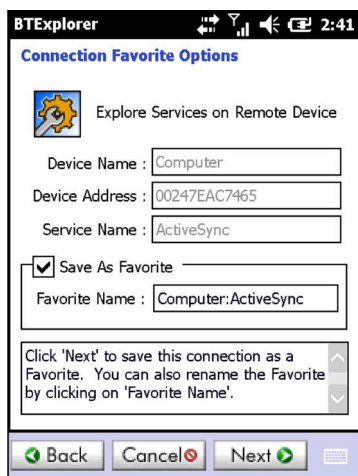 BTExplorer 2:41
Connection Favorite Options
Explore Services on Remote Device
Device Name : Computer
Device Address : 00247EAC7465
Service Name : ActiveSync
Save As Favorite
Favorite Name : Computer:ActiveSync
Click 'Next' to save this connection as a
Favorite. You can also rename the Favorite
by clicking on 'Favorite Name'.
Back Cancel Next